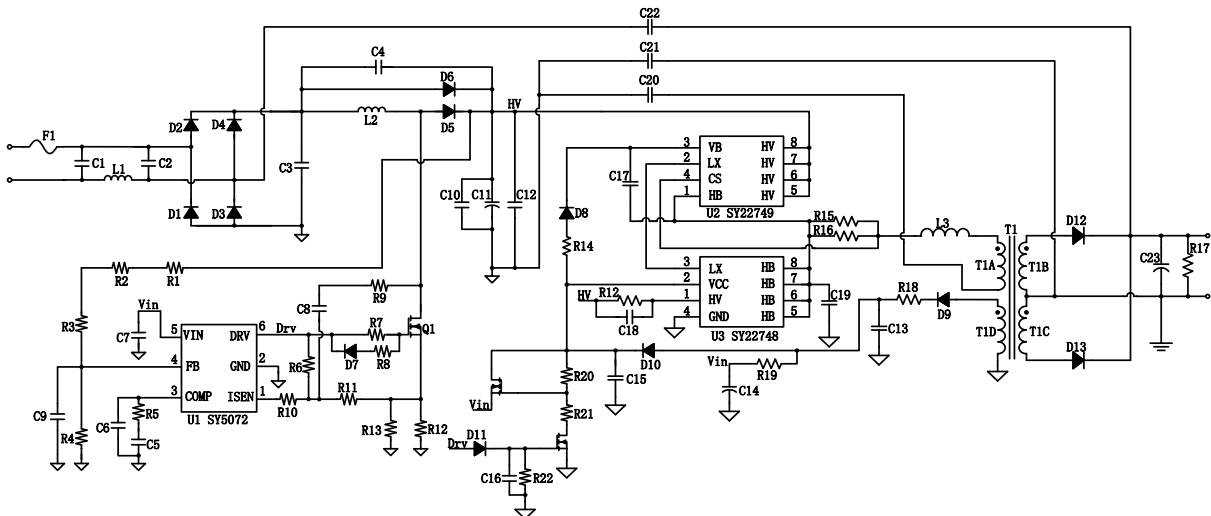 C22
C21
C20
C4
D6
HV
D5
L2
D2
D4
F1
C1
L1
C2
C3
D1
D3
C10
C11
C12
C17
D8
R14
3 VB HV 8
2 LX HV 7
4 CS HV 6
1 HB HV 5
U2 SY22749
R15
R16
L3
T1
D12
T1A
T1B
C23
R17
R2
R1
R9
C8
Vin
R3
C7
5 VIN DRV 6
4 FB GND 2
3 COMP ISEN 1
U1 SY5072
Drv
R7
Q1
D7
R8
R6
R10
R11
R13
R12
C9
R4
C6
R5
C5
3 LX HB 8
2 VCC HB 7
1 HV HB 6
4 GND HB 5
U3 SY22748
HV
R12
C18
C19
C13
R18
D9
T1D
T1C
D13
D10
Vin
R19
C14
C15
R20
Vin
R21
Drv
D11
C16
R22